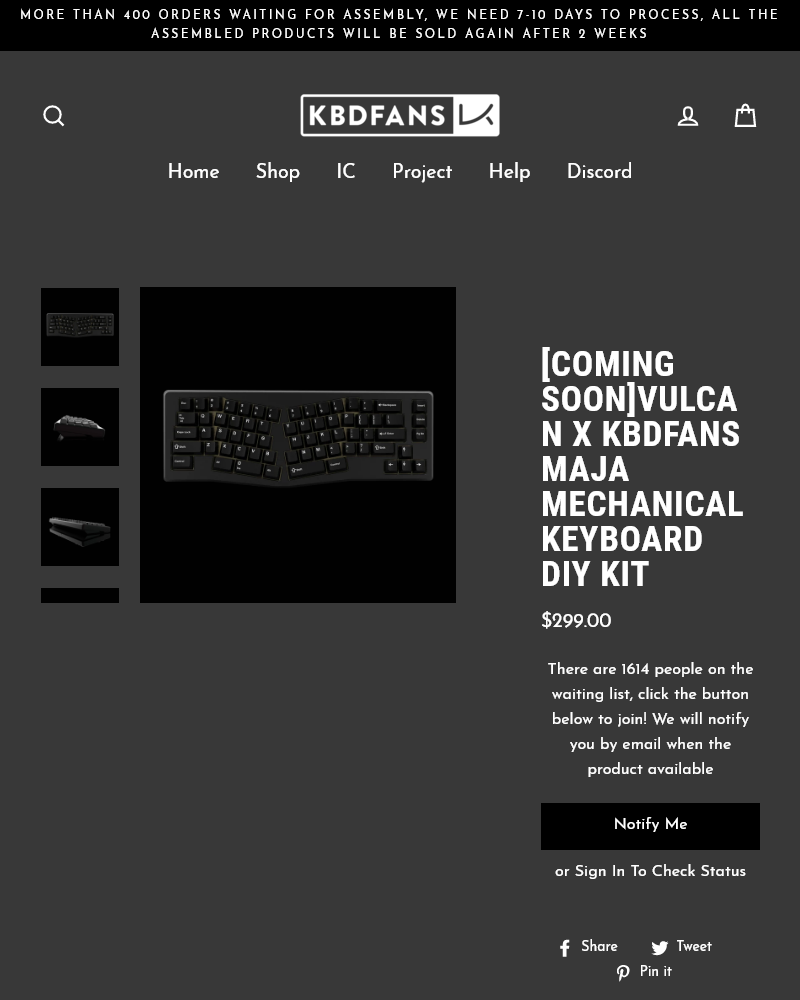 MORE THAN 400 ORDERS WAITING FOR ASSEMBLY, WE NEED 7-10 DAYS TO PROCESS, ALL THE
ASSEMBLED PRODUCTS WILL BE SOLD AGAIN AFTER 2 WEEKS
KBDFANS
Home Shop IC Project Help Discord
[COMING
SOON]VULCA
N X KBDFANS
MAJA
MECHANICAL
KEYBOARD
DIY KIT
$299.00
There are 1614 people on the
waiting list, click the button
below to join! We will notify
you by email when the
product available
Notify Me
or Sign In To Check Status
Share Tweet
Pin it